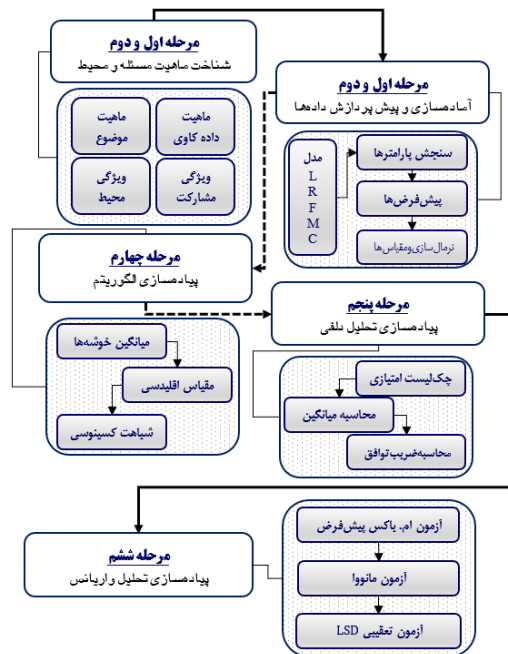 مرحله اول و دوم
شناخت ماهیت مسئله و محیط
ماهیت
داده کاوی
ماهیت
موضوع
ویژگی
مشارکت
ویژگی
محیط
مرحله اول و دوم
آماده‌سازی و پیش پردازش داده‌ها
مدل
L
R
F
M
C
سنجش پارامترها
پیش‌فرض‌ها
نرمال‌سازی‌ومقیاس‌ها
مرحله چهارم
پیاده‌سازی الگوریتم
میانگین خوشه‌ها
مقیاس اقلیدسی
شباهت کسینوسی
مرحله پنجم
پیاده‌سازی تحلیل دلفی
چک‌لیست امتیازی
محاسبه میانگین
محاسبه‌ضریب‌توافق
مرحله ششم
پیاده‌سازی تحلیل واریانس
آزمون ام. باکس پیش‌فرض
آزمون مانووا
آزمون تعقیبی LSD